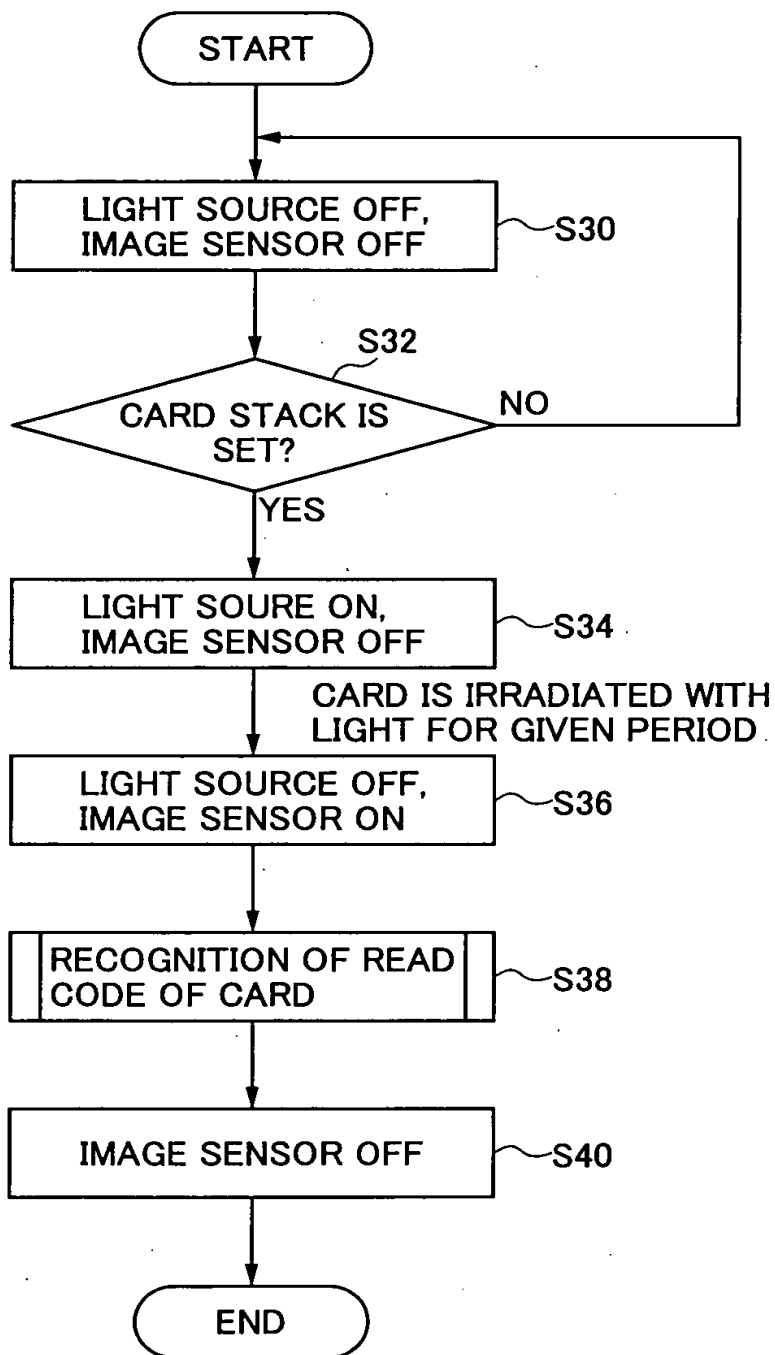 START
LIGHT SOURCE OFF,
IMAGE SENSOR OFF
S30
S32
CARD STACK IS
SET?
NO
YES
LIGHT SOURE ON,
IMAGE SENSOR OFF
S34
CARD IS IRRADIATED WITH
LIGHT FOR GIVEN PERIOD
LIGHT SOURCE OFF,
IMAGE SENSOR ON
S36
RECOGNITION OF READ
CODE OF CARD
S38
IMAGE SENSOR OFF
S40
END